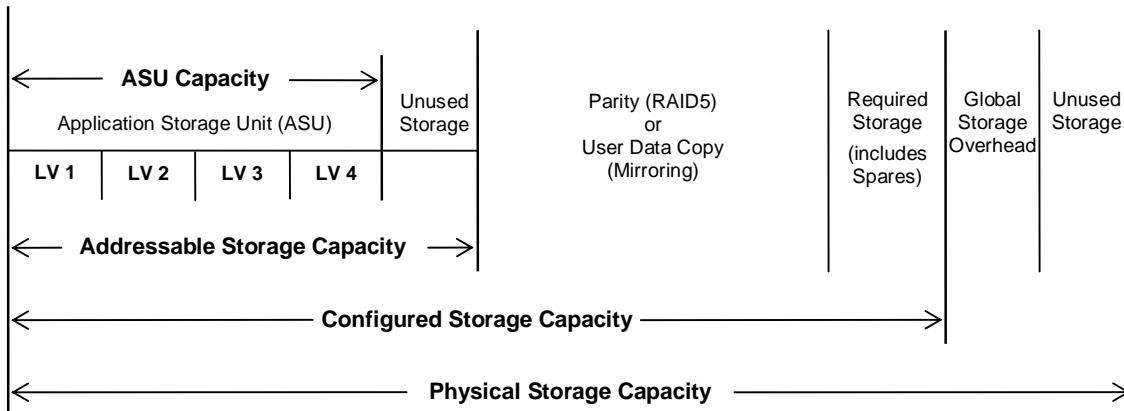 ASU Capacity
Application Storage Unit (ASU)
LV 1
LV 2
LV 3
LV 4
Unused
Storage
Parity (RAID5)
or
User Data Copy
(Mirroring)
Required
Storage
(includes
Spares)
Global
Storage
Overhead
Unused
Storage
Addressable Storage Capacity
Configured Storage Capacity
Physical Storage Capacity